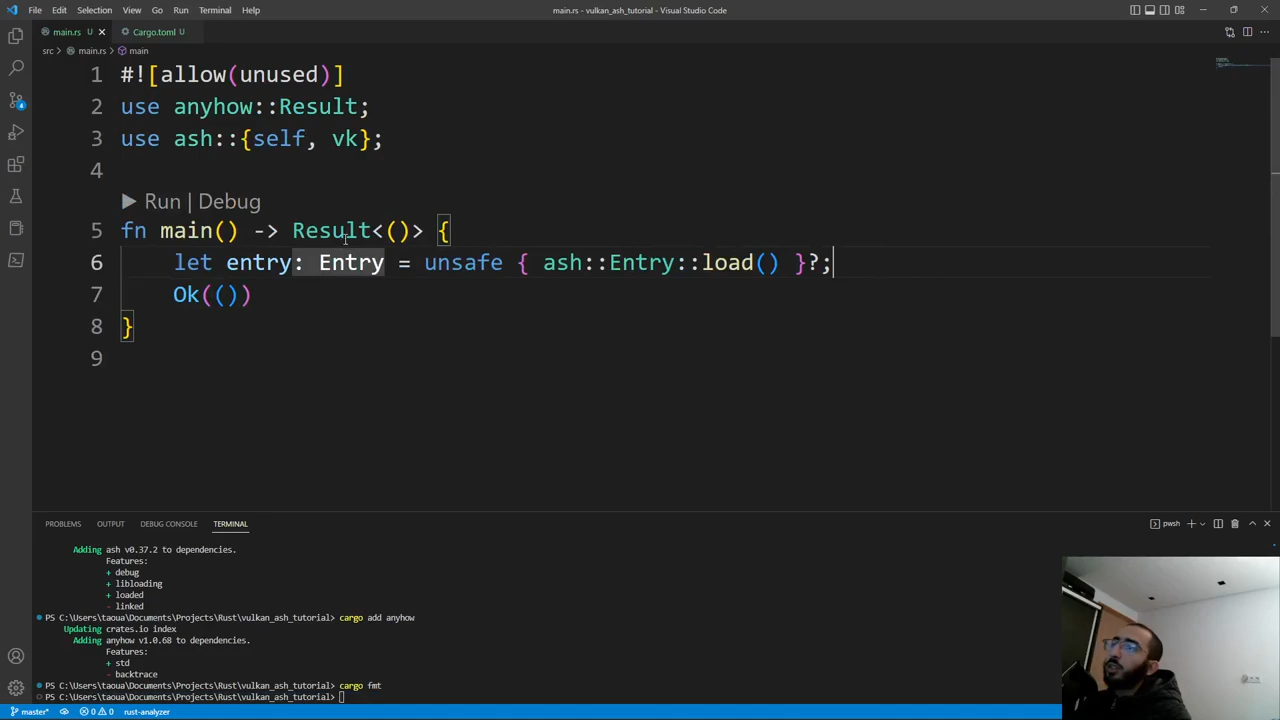 File Edit Selection View Go Run Terminal Help
main.rs - vulkan_ash_tutorial - Visual Studio Code
main.rs U
Cargo.toml U
src > main.rs > main
1 #![allow(unused)]
2 use anyhow::Result;
3 use ash::{self, vk};
4
Run | Debug
5 fn main() -> Result<()> {
6 let entry: Entry = unsafe { ash::Entry::load() }?;
7 Ok(())
8 }
9
PROBLEMS OUTPUT DEBUG CONSOLE TERMINAL
pwsh
Adding ash v0.37.2 to dependencies.
Features:
+ debug
+ libloading
+ loaded
- linked
PS C:\Users\taoua\Documents\Projects\Rust\vulkan_ash_tutorial> cargo add anyhow
Updating crates.io index
Adding anyhow v1.0.68 to dependencies.
Features:
+ std
- backtrace
PS C:\Users\taoua\Documents\Projects\Rust\vulkan_ash_tutorial> cargo fmt
PS C:\Users\taoua\Documents\Projects\Rust\vulkan_ash_tutorial>
4
master* 0 0 rust-analyzer